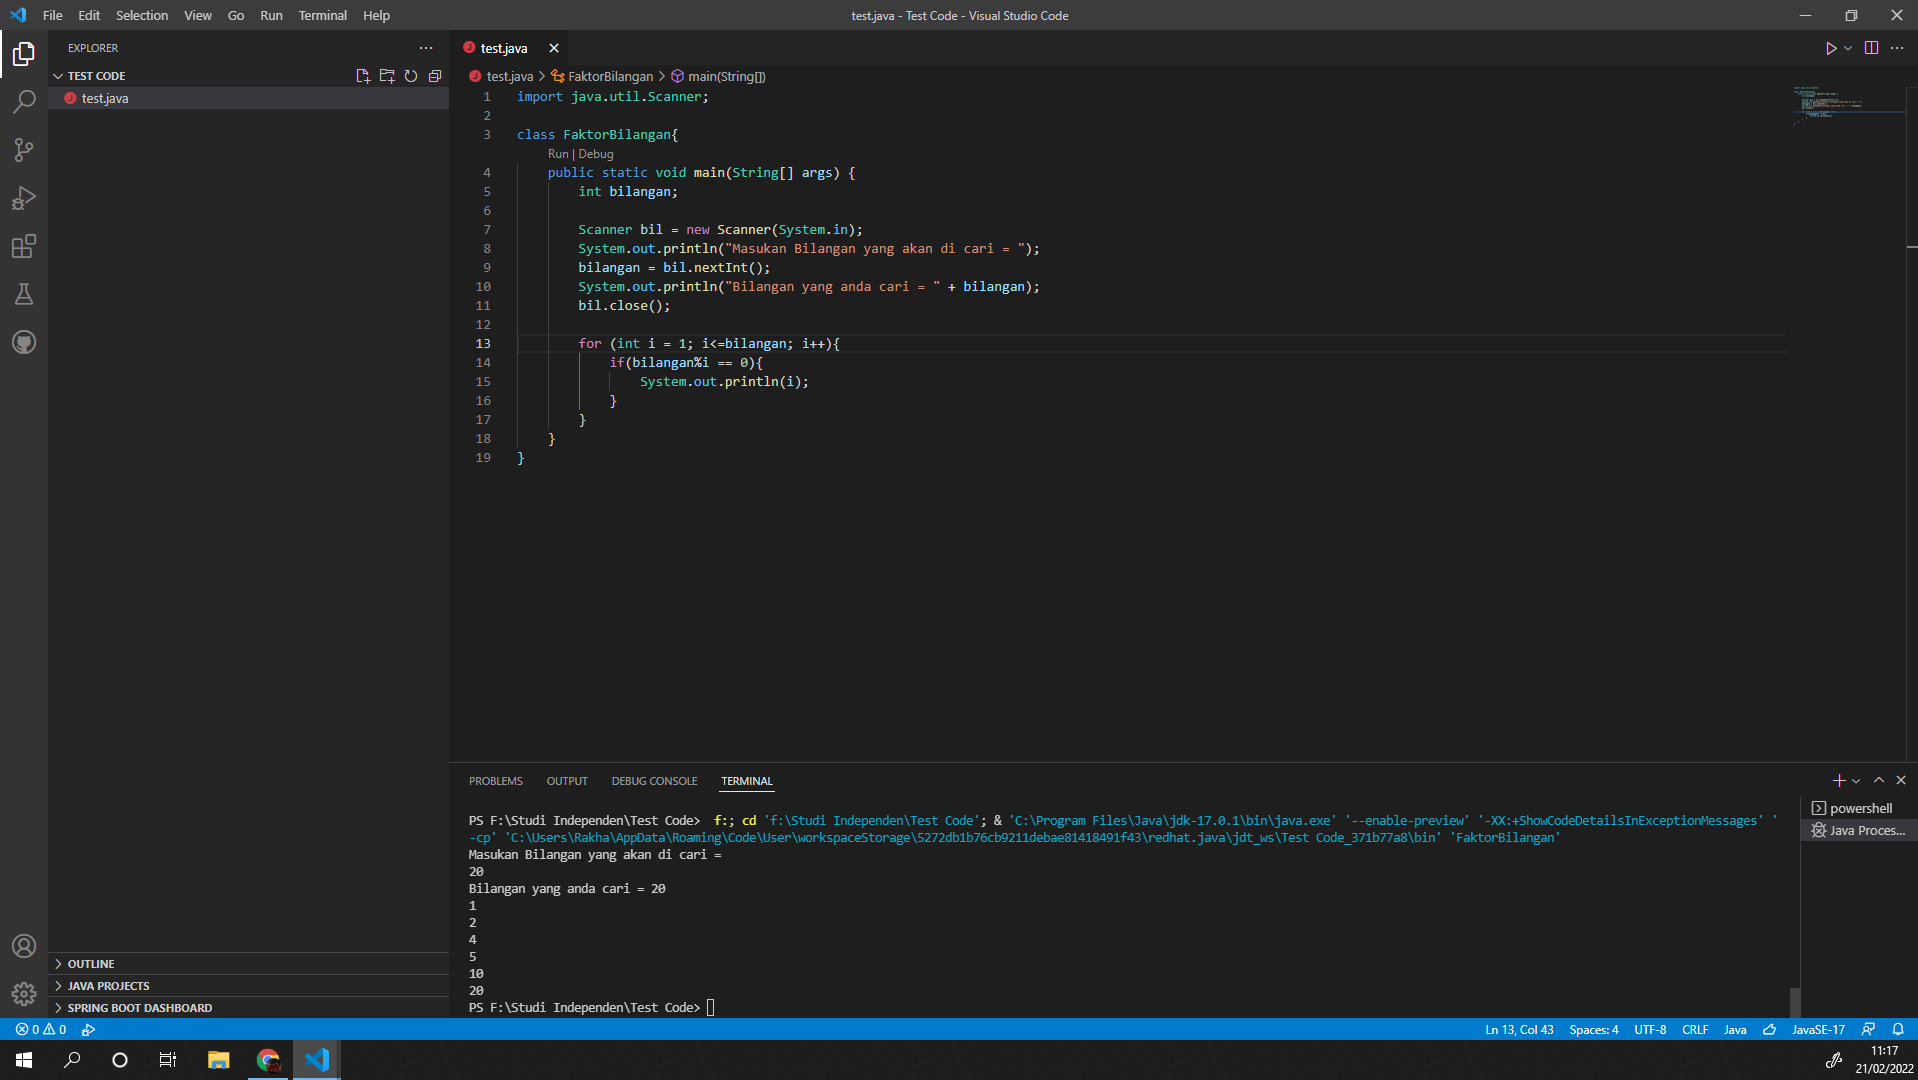 File Edit Selection View Go Run Terminal Help
test.java - Test Code - Visual Studio Code
EXPLORER
TEST CODE
test.java
OUTLINE
JAVA PROJECTS
SPRING BOOT DASHBOARD
test.java
test.java > FaktorBilangan > main(String[])
1 import java.util.Scanner;
2
3 class FaktorBilangan{
Run | Debug
4 public static void main(String[] args) {
5 int bilangan;
6
7 Scanner bil = new Scanner(System.in);
8 System.out.println("Masukan Bilangan yang akan di cari = ");
9 bilangan = bil.nextInt();
10 System.out.println("Bilangan yang anda cari = " + bilangan);
11 bil.close();
12
13 for (int i = 1; i<=bilangan; i++){
14 if(bilangan%i == 0){
15 System.out.println(i);
16 }
17 }
18 }
19 }
PROBLEMS OUTPUT DEBUG CONSOLE TERMINAL
PS F:\Studi Independen\Test Code> f:; cd 'f:\Studi Independen\Test Code'; & 'C:\Program Files\Java\jdk-17.0.1\bin\java.exe' '--enable-preview' '-XX:+ShowCodeDetailsInExceptionMessages' '
-cp' 'C:\Users\Rakha\AppData\Roaming\Code\User\workspaceStorage\5272db1b76cb9211debae81418491f43\redhat.java\jdt_ws\Test Code_371b77a8\bin' 'FaktorBilangan'
Masukan Bilangan yang akan di cari =
20
Bilangan yang anda cari = 20
1
2
4
5
10
20
PS F:\Studi Independen\Test Code>
powershell
Java Proces...
0 0
Ln 13, Col 43 Spaces: 4 UTF-8 CRLF Java JavaSE-17
11:17
21/02/2022